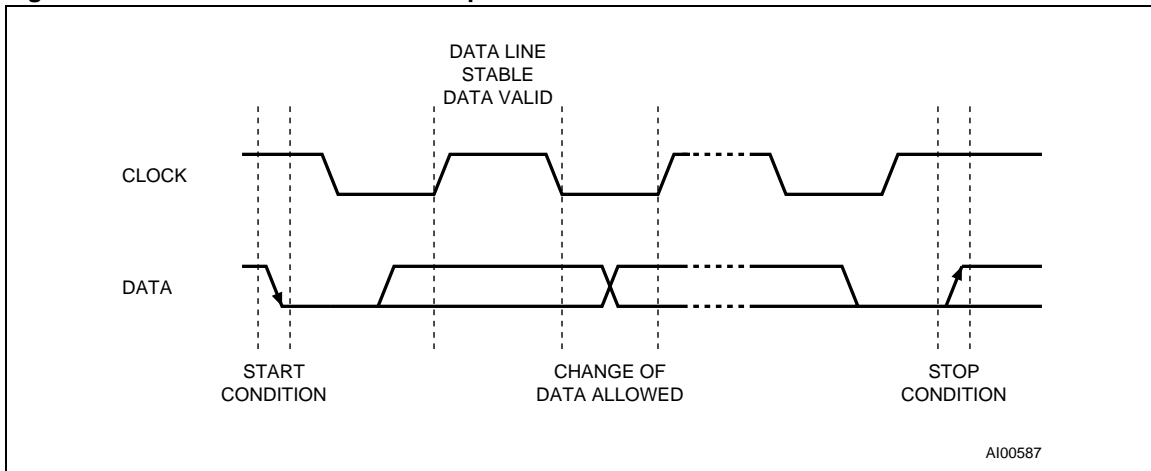 DATA LINE
STABLE
DATA VALID
CLOCK
DATA
START
CONDITION
CHANGE OF
DATA ALLOWED
STOP
CONDITION
AI00587